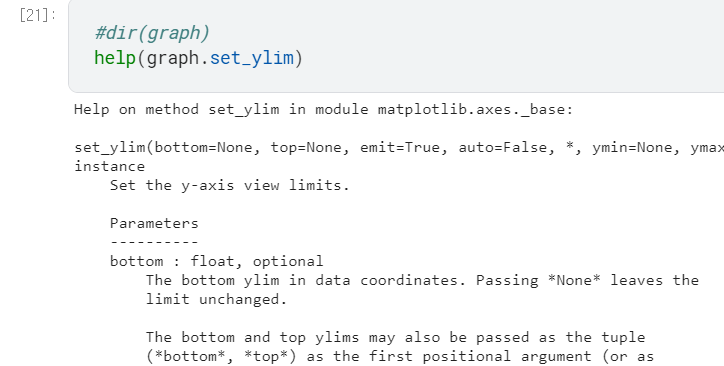 [21]:
#dir(graph)
help(graph.set_ylim)
Help on method set_ylim in module matplotlib.axes._base:
set_ylim(bottom=None, top=None, emit=True, auto=False, *, ymin=None, ymax
instance
Set the y-axis view limits.
Parameters
----------
bottom : float, optional
The bottom ylim in data coordinates. Passing *None* leaves the
limit unchanged.
The bottom and top ylims may also be passed as the tuple
(*bottom*, *top*) as the first positional argument (or as